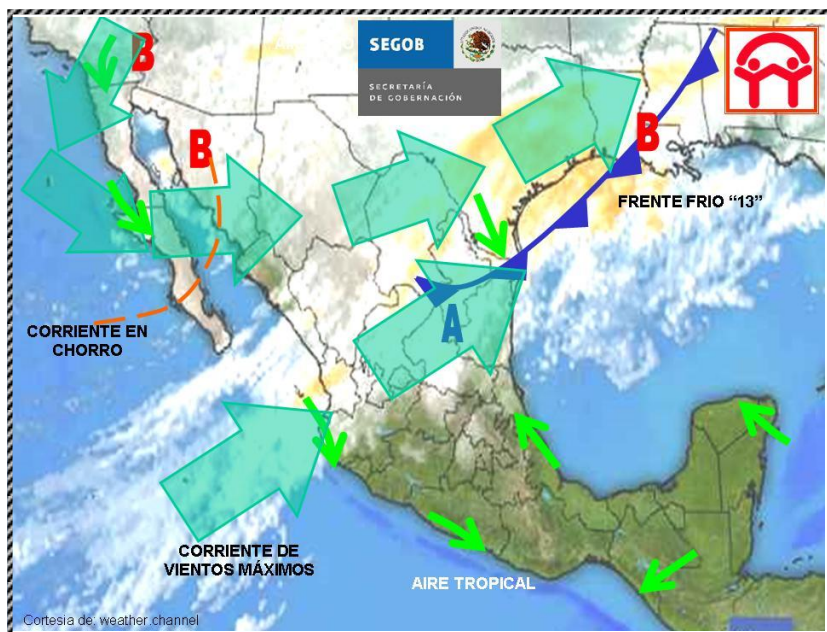 SEGOB
SECRETARÍA
DE GOBERNACIÓN
B
B
B
FRENTE FRIO “13”
A
CORRIENTE EN
CHORRO
CORRIENTE DE
VIENTOS MÁXIMOS
AIRE TROPICAL
Cortesia de: weather.channel